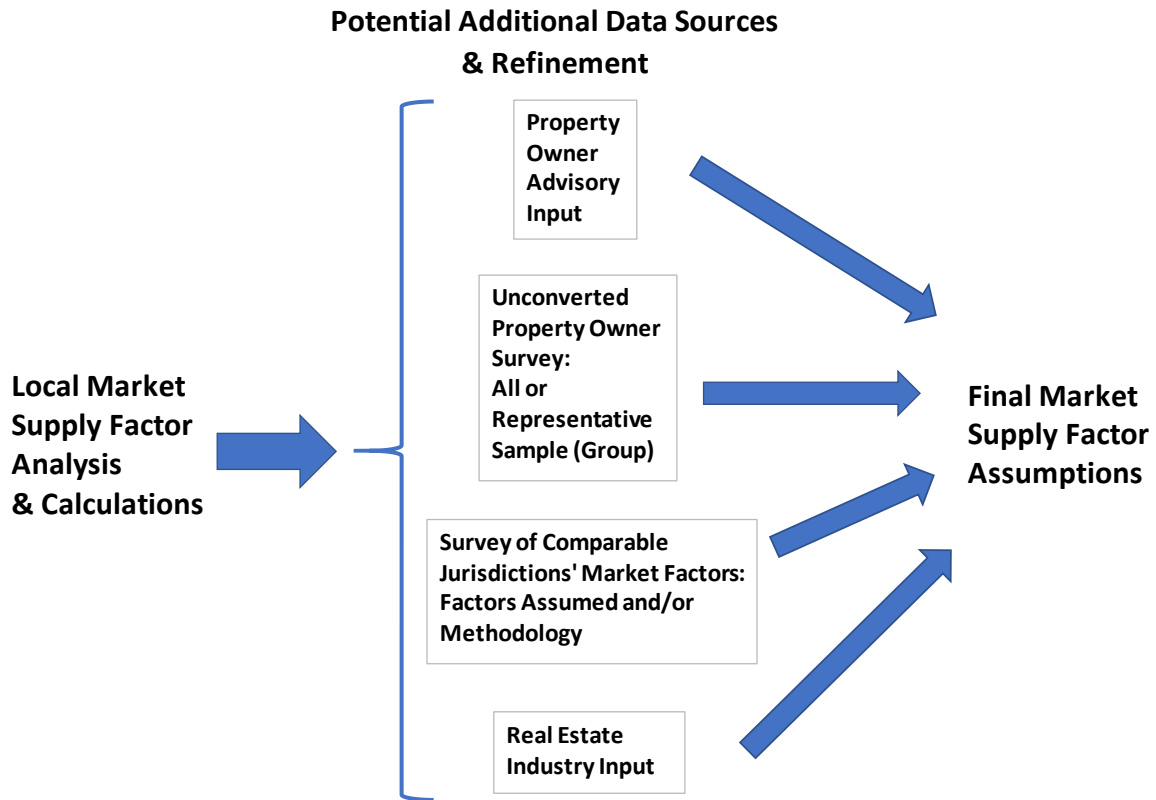 Potential Additional Data Sources
& Refinement
Property
Owner
Advisory
Input
Unconverted
Property Owner
Survey:
All or
Representative
Sample (Group)
Local Market
Supply Factor
Analysis
& Calculations
Final Market
Supply Factor
Assumptions
Survey of Comparable
Jurisdictions' Market Factors:
Factors Assumed and/or
Methodology
Real Estate
Industry Input